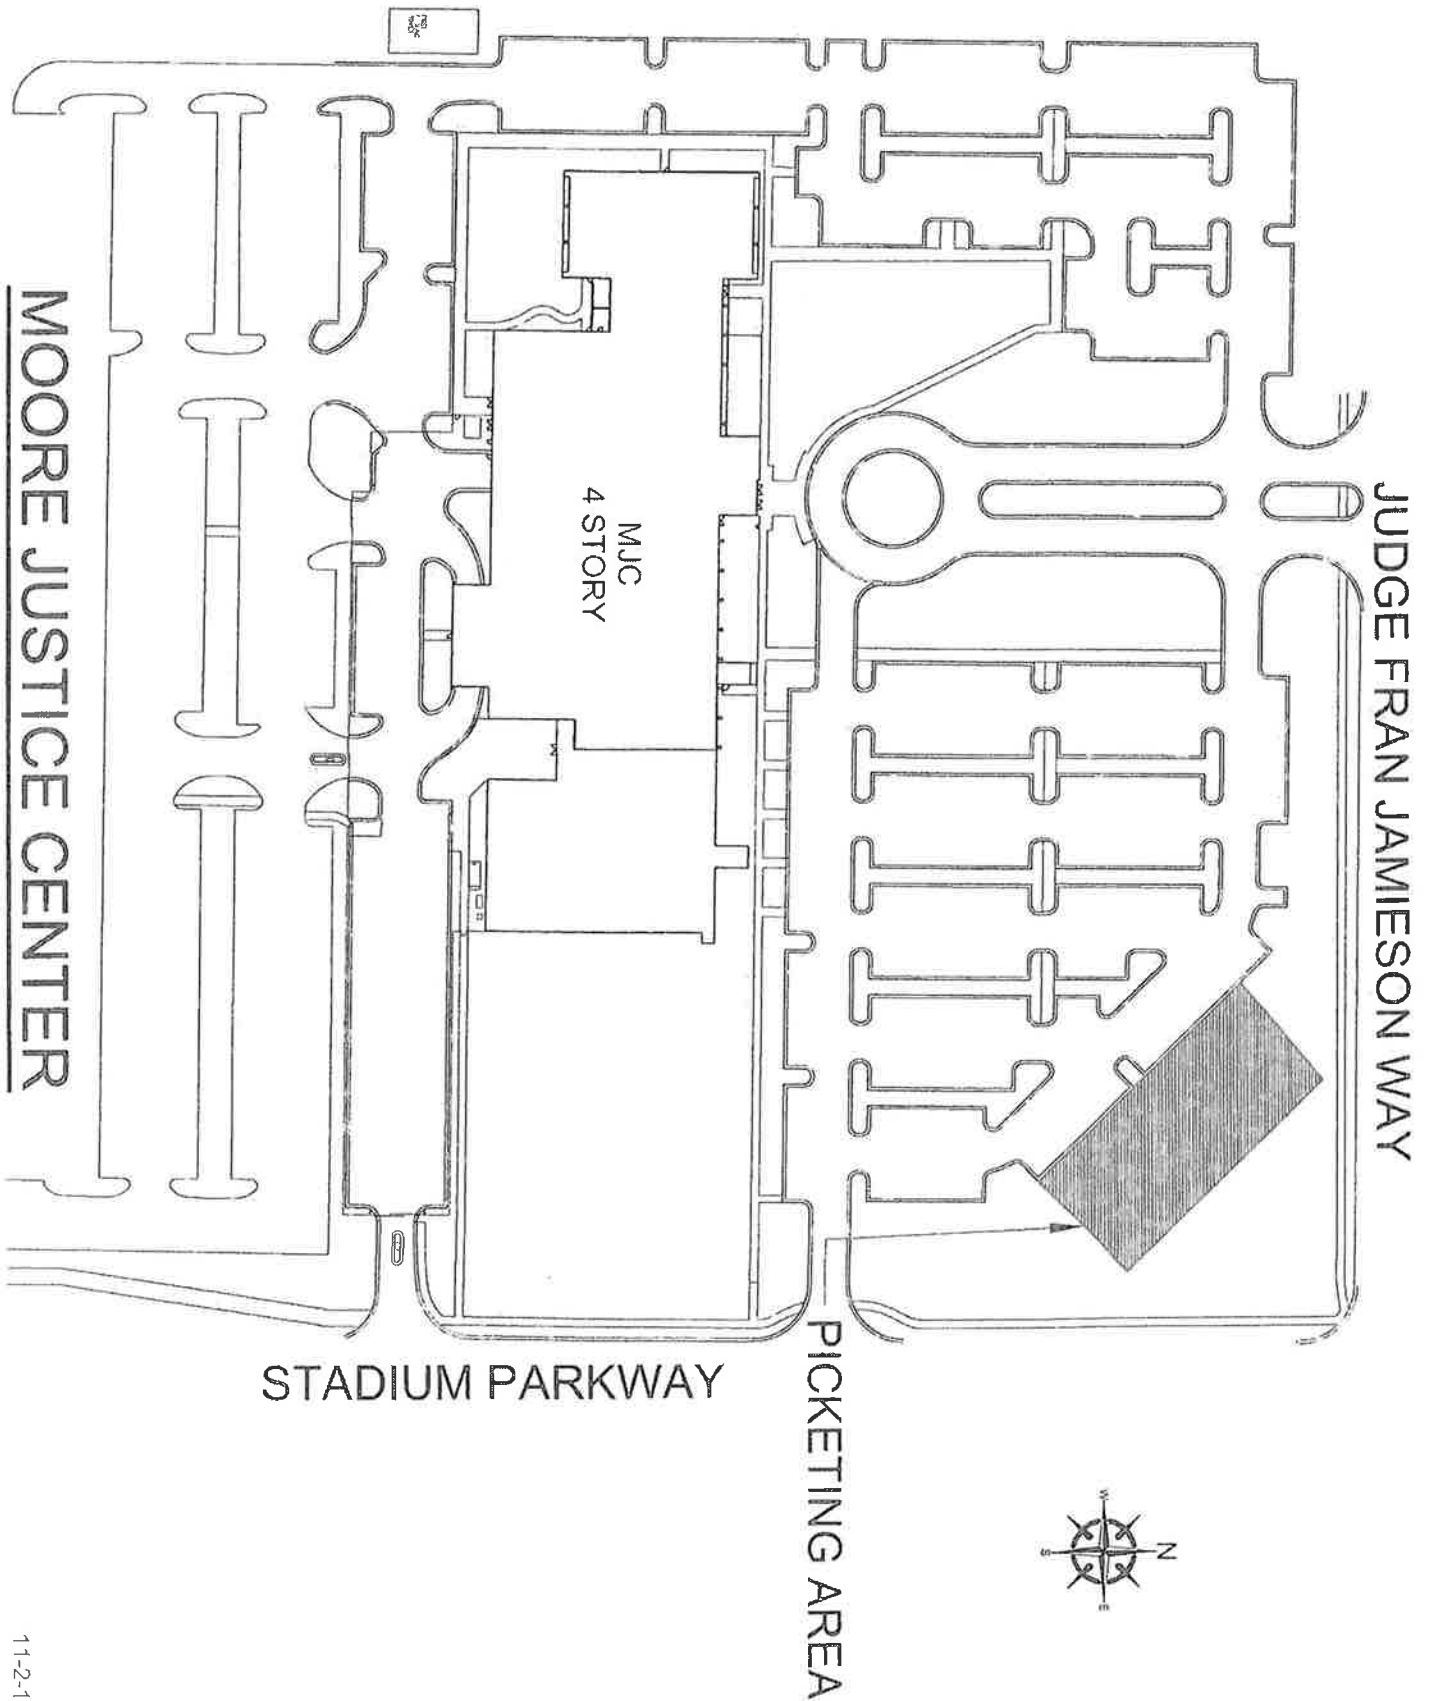 JUDGE FRAN JAMIESON WAY
MJC
4 STORY
PICKETING AREA
STADIUM PARKWAY
MOORE JUSTICE CENTER
N
W
E
S
11-2-1